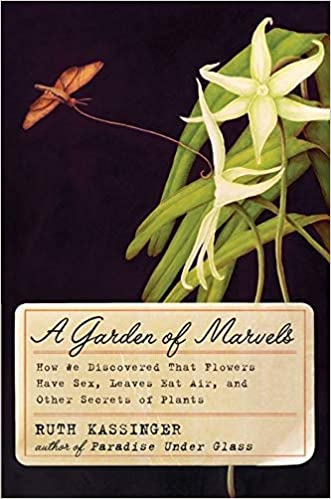 A Garden of Marvels
How We Discovered That Flowers
Have Sex, Leaves Eat Air, and
Other Secrets of Plants
RUTH KASSINGER
author of Paradise Under Glass